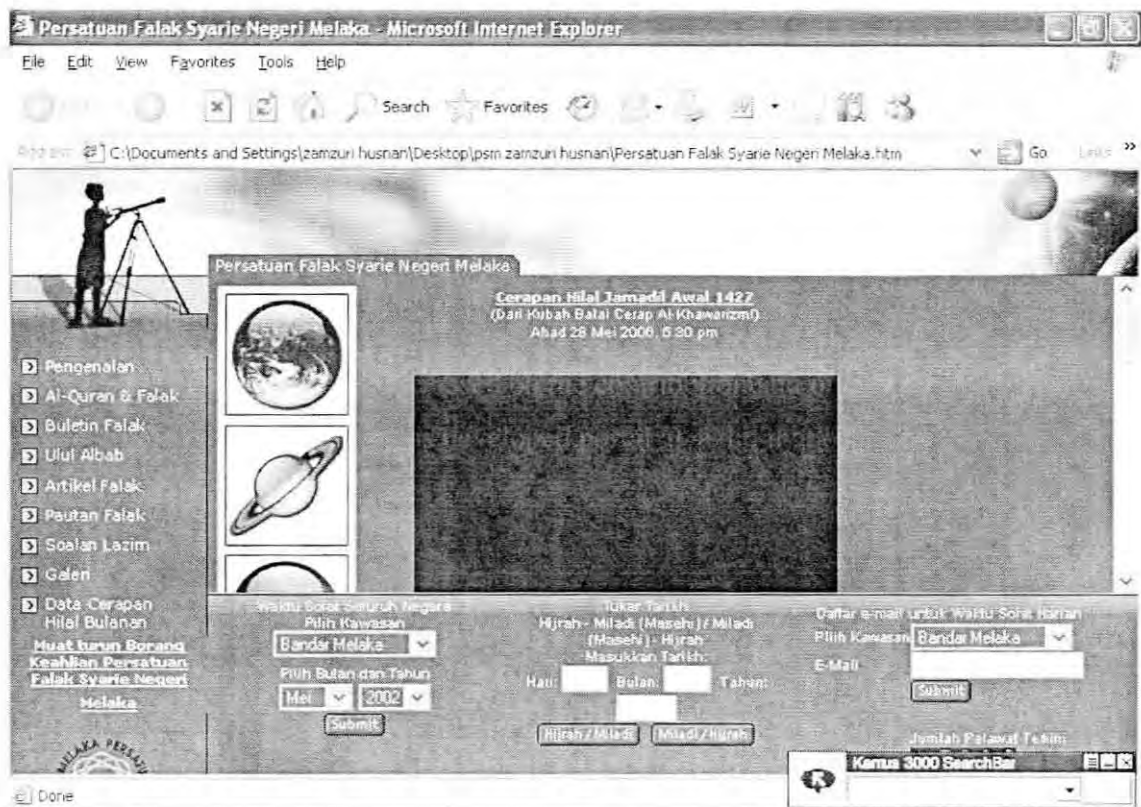 Persatuan Falak Syarie Negeri Melaka - Microsoft Internet Explorer
File Edit View Favorites Tools Help
Search Favorites
Address C:\Documents and Settings\zamzuri husnan\Desktop\psm zamzuri husnan\Persatuan Falak Syarie Negeri Melaka.htm Go Links »
Persatuan Falak Syarie Negeri Melaka
Cerapan Hilal Jamadil Awal 1427
(Dari Kubah Balai Cerap Al-Khawarizmi)
Ahad 28 Mei 2006, 6.30 pm
Pengenalan
Al-Quran & Falak
Buletin Falak
Ulul Albab
Artikel Falak
Pautan Falak
Soalan Lazim
Galeri
Data Cerapan
Hilal Bulanan
Muat turun Borang
Keahlian Persatuan
Falak Syarie Negeri
Melaka
MELAKA
Waktu Solat Seluruh Negara
Pilih Kawasan
Bandar Melaka
Pilih Bulan dan Tahun
Mei 2002
Submit
Tukar Tarikh
Hijrah - Miladi (Masehi) / Miladi
(Masehi) - Hijrah
Masukkan Tarikh:
Hari: Bulan: Tahun:
Hijrah / Miladi Miladi / Hijrah
Daftar e-mail untuk Waktu Solat Harian
Pilih Kawasan Bandar Melaka
E-Mail
Submit
Jumlah Pelawat Terkini
Kamus 3000 SearchBar
Done